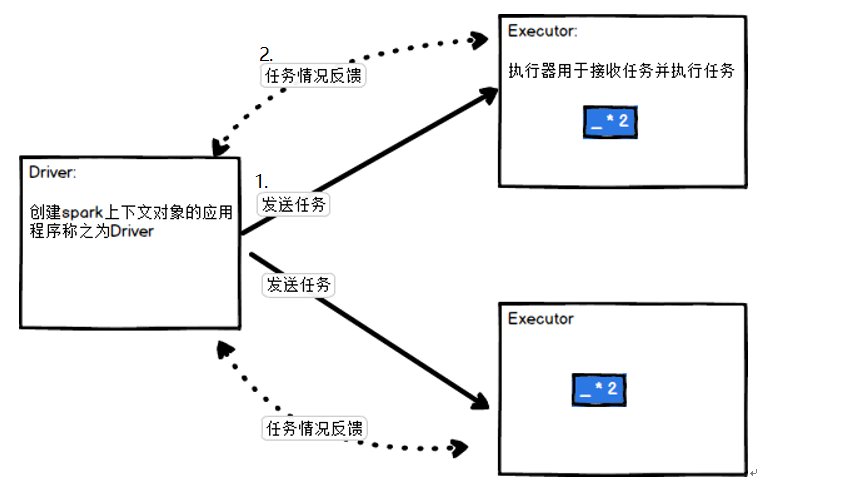 2.
任务情况反馈
Executor:
执行器用于接收任务并执行任务
_ * 2
Driver:
创建spark上下文对象的应用
程序称之为Driver
1.
发送任务
发送任务
Executor
_ * 2
任务情况反馈